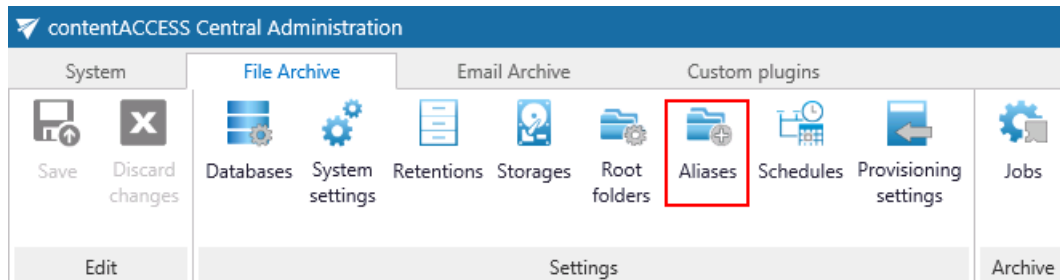 contentACCESS Central Administration
System File Archive Email Archive Custom plugins
Save Discard changes Databases System settings Retentions Storages Root folders Aliases Schedules Provisioning settings Jobs
Edit Settings Archive